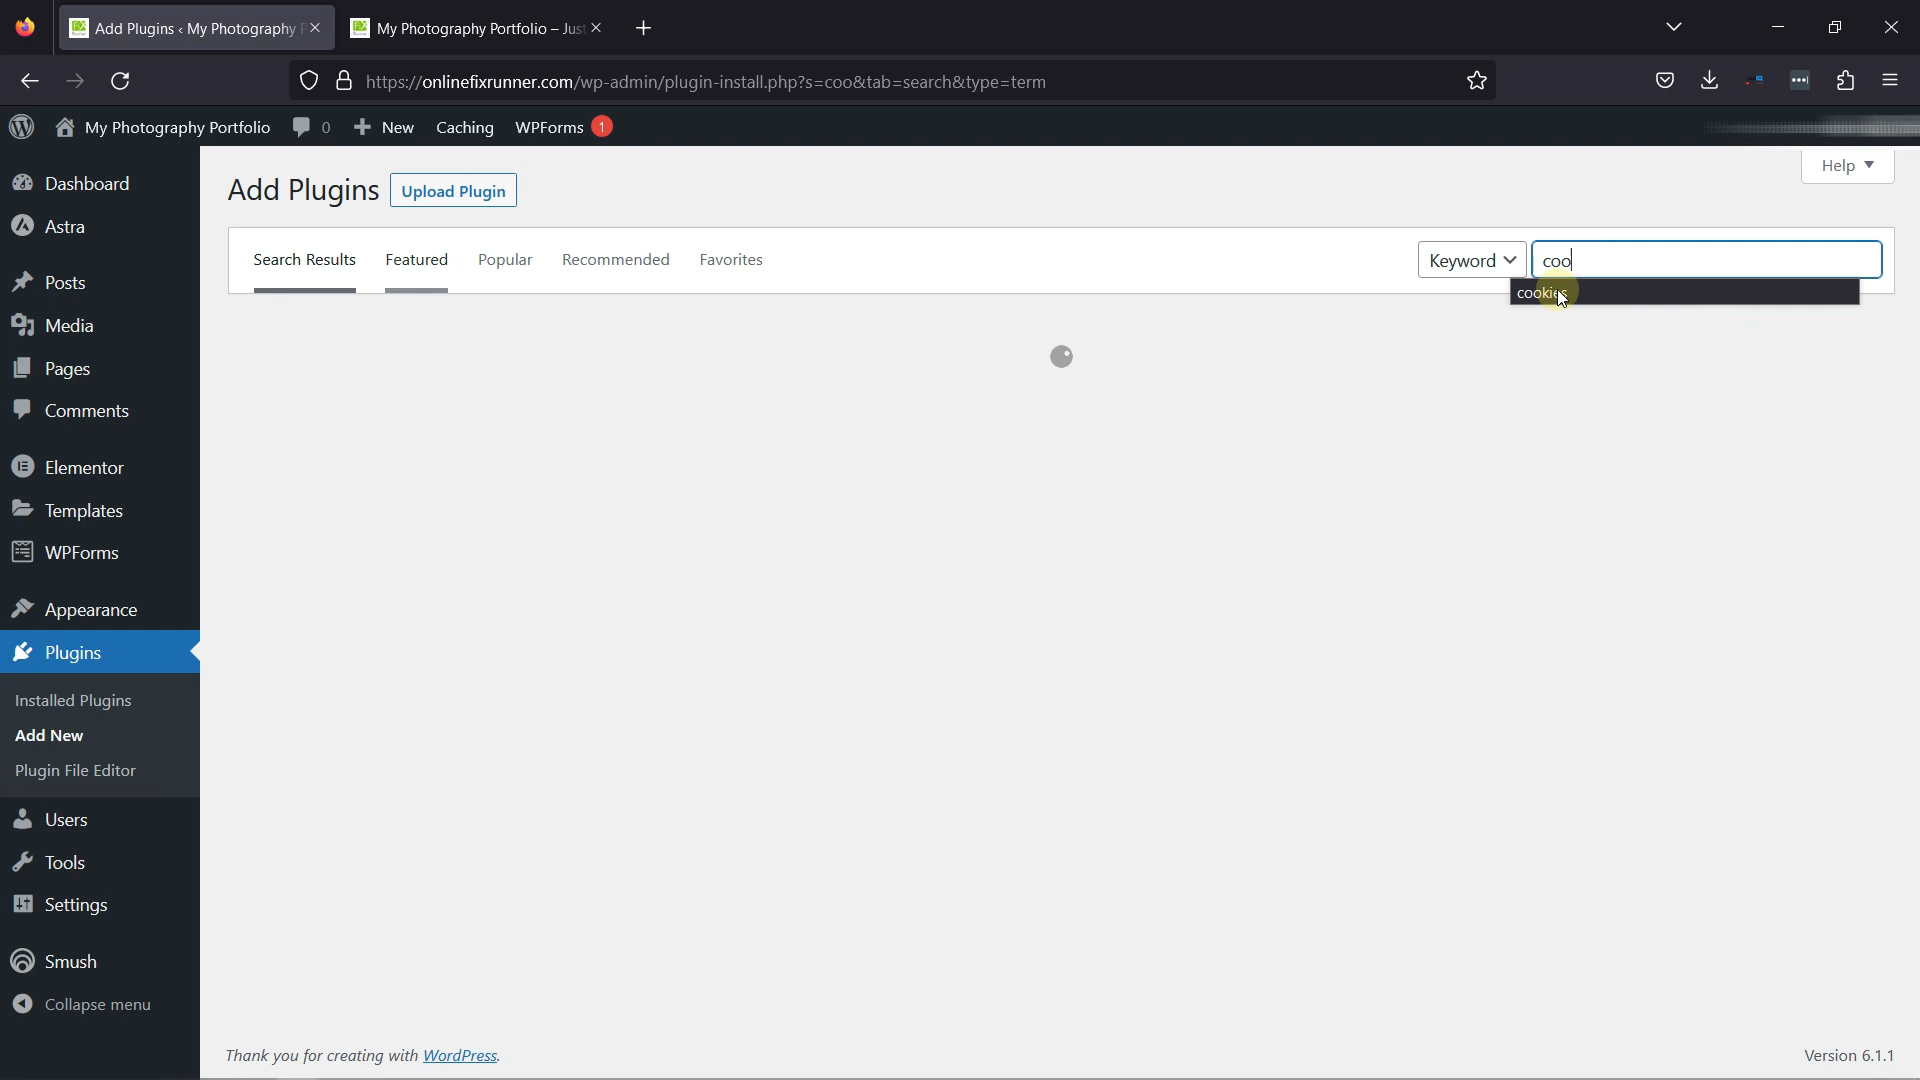 Add Plugins ‹ My Photography P
My Photography Portfolio – Just
https://onlinefixrunner.com/wp-admin/plugin-install.php?s=coo&tab=search&type=term
My Photography Portfolio 0 New Caching WPForms 1
Help
Dashboard
Astra
Posts
Media
Pages
Comments
Elementor
Templates
WPForms
Appearance
Plugins
Installed Plugins
Add New
Plugin File Editor
Users
Tools
Settings
Smush
Collapse menu
Add Plugins Upload Plugin
Search Results Featured Popular Recommended Favorites Keyword coo
cookies
Thank you for creating with WordPress. Version 6.1.1